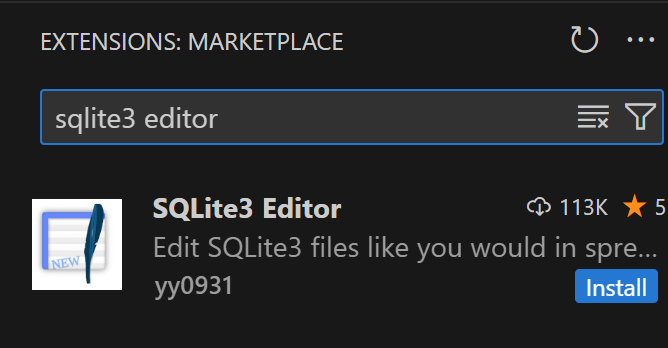 EXTENSIONS: MARKETPLACE
sqlite3 editor
SQLite3 Editor 113K 5
Edit SQLite3 files like you would in spre...
NEW
yy0931 Install